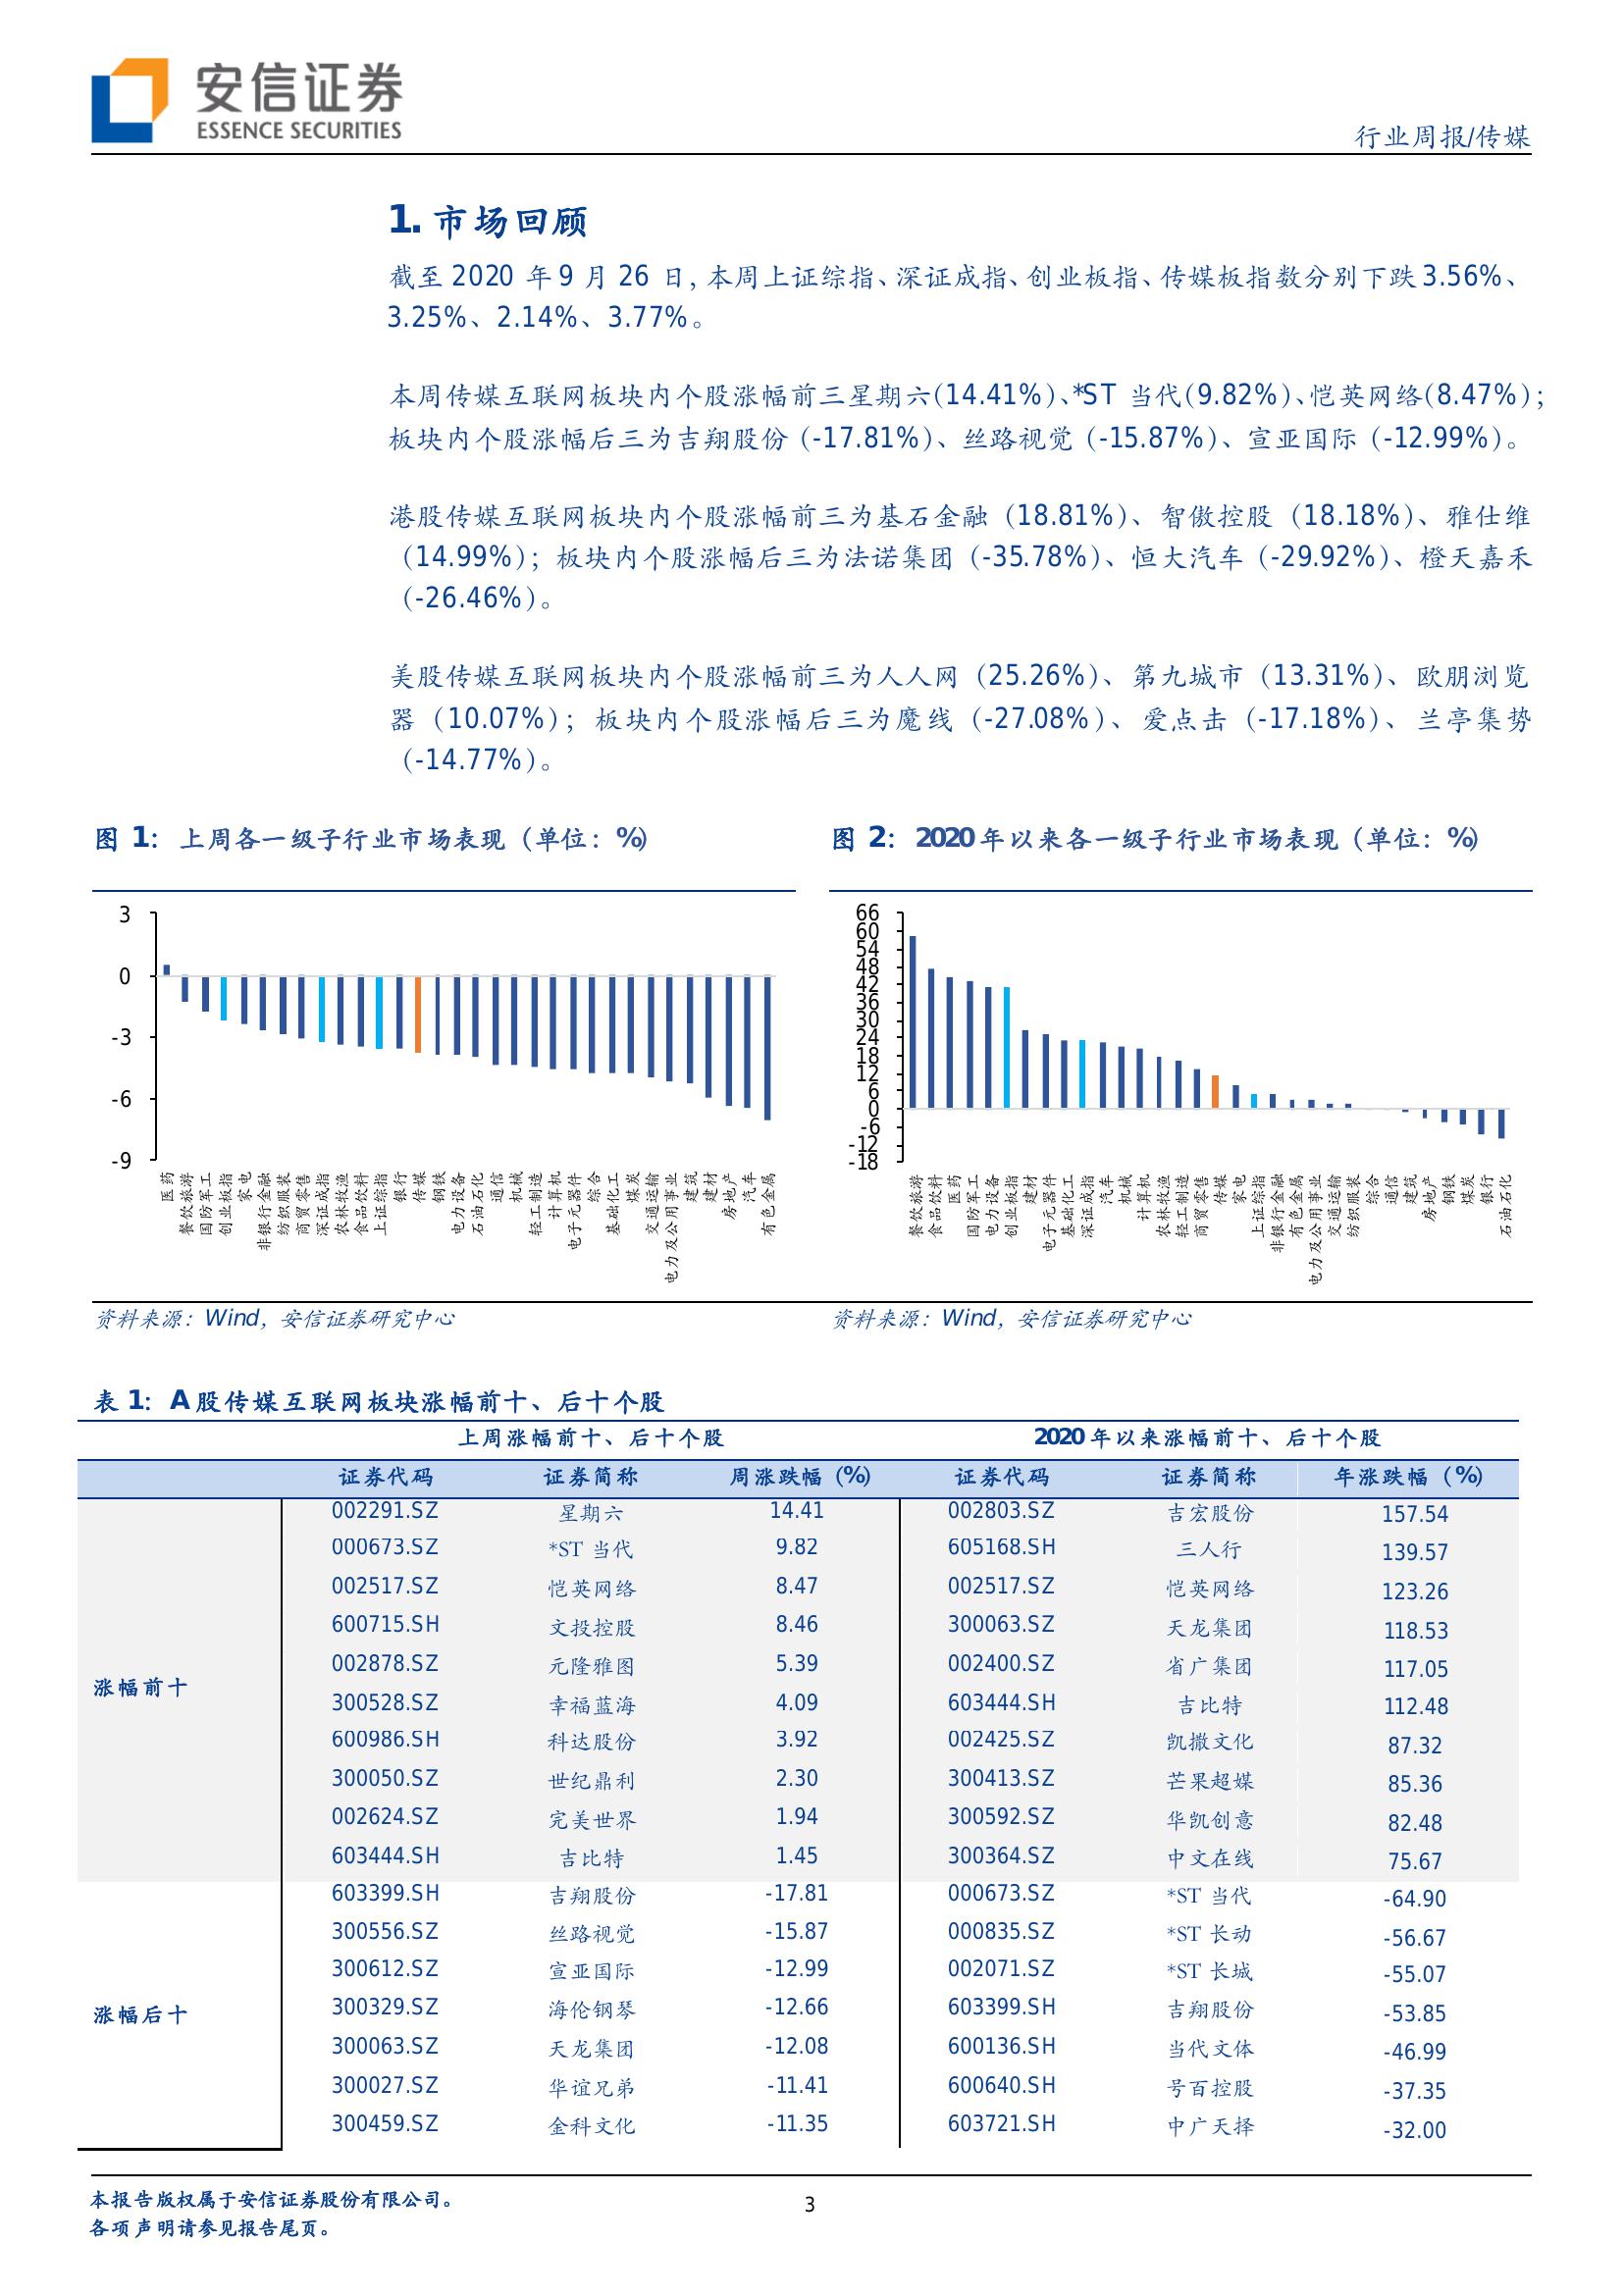 安信证券
ESSENCE SECURITIES
行业周报/传媒
1. 市场回顾
截至 2020 年 9 月 26 日，本周上证综指、深证成指、创业板指、传媒板指数分别下跌 3.56%、
3.25%、2.14%、3.77%。
本周传媒互联网板块内个股涨幅前三星期六(14.41%)、*ST 当代(9.82%)、恺英网络(8.47%)；
板块内个股涨幅后三为吉翔股份（-17.81%）、丝路视觉（-15.87%）、宣亚国际（-12.99%）。
港股传媒互联网板块内个股涨幅前三为基石金融（18.81%）、智傲控股（18.18%）、雅仕维
（14.99%）；板块内个股涨幅后三为法诺集团（-35.78%）、恒大汽车（-29.92%）、橙天嘉禾
（-26.46%）。
美股传媒互联网板块内个股涨幅前三为人人网（25.26%）、第九城市（13.31%）、欧朋浏览
器（10.07%）；板块内个股涨幅后三为魔线（-27.08%）、爱点击（-17.18%）、兰亭集势
（-14.77%）。
图 1：上周各一级子行业市场表现（单位：%）
3
0
-3
-6
-9
医药 餐饮旅游 国防军工 创业板指 家电 非银行金融 纺织服装 商贸零售 深证成指 农林牧渔 食品饮料 上证综指 银行 传媒 钢铁 电力设备 石油石化 通信 机械 轻工制造 计算机 电子元器件 综合 基础化工 煤炭 交通运输 电力及公用事业 建筑 建材 房地产 汽车 有色金属
资料来源：Wind，安信证券研究中心
图 2：2020 年以来各一级子行业市场表现（单位：%）
66
60
54
48
42
36
30
24
18
12
6
0
-6
-12
-18
餐饮旅游 食品饮料 医药 国防军工 电力设备 创业板指 建材 电子元器件 基础化工 深证成指 汽车 机械 计算机 农林牧渔 轻工制造 商贸零售 传媒 家电 上证综指 非银行金融 有色金属 电力及公用事业 交通运输 纺织服装 综合 通信 建筑 房地产 钢铁 煤炭 银行 石油石化
资料来源：Wind，安信证券研究中心
表 1：A 股传媒互联网板块涨幅前十、后十个股
上周涨幅前十、后十个股 2020 年以来涨幅前十、后十个股
证券代码 证券简称 周涨跌幅（%） 证券代码 证券简称 年涨跌幅（%）
涨幅前十
002291.SZ 星期六 14.41 002803.SZ 吉宏股份 157.54
000673.SZ *ST 当代 9.82 605168.SH 三人行 139.57
002517.SZ 恺英网络 8.47 002517.SZ 恺英网络 123.26
600715.SH 文投控股 8.46 300063.SZ 天龙集团 118.53
002878.SZ 元隆雅图 5.39 002400.SZ 省广集团 117.05
300528.SZ 幸福蓝海 4.09 603444.SH 吉比特 112.48
600986.SH 科达股份 3.92 002425.SZ 凯撒文化 87.32
300050.SZ 世纪鼎利 2.30 300413.SZ 芒果超媒 85.36
002624.SZ 完美世界 1.94 300592.SZ 华凯创意 82.48
603444.SH 吉比特 1.45 300364.SZ 中文在线 75.67
涨幅后十
603399.SH 吉翔股份 -17.81 000673.SZ *ST 当代 -64.90
300556.SZ 丝路视觉 -15.87 000835.SZ *ST 长动 -56.67
300612.SZ 宣亚国际 -12.99 002071.SZ *ST 长城 -55.07
300329.SZ 海伦钢琴 -12.66 603399.SH 吉翔股份 -53.85
300063.SZ 天龙集团 -12.08 600136.SH 当代文体 -46.99
300027.SZ 华谊兄弟 -11.41 600640.SH 号百控股 -37.35
300459.SZ 金科文化 -11.35 603721.SH 中广天择 -32.00
本报告版权属于安信证券股份有限公司。
各项声明请参见报告尾页。
3